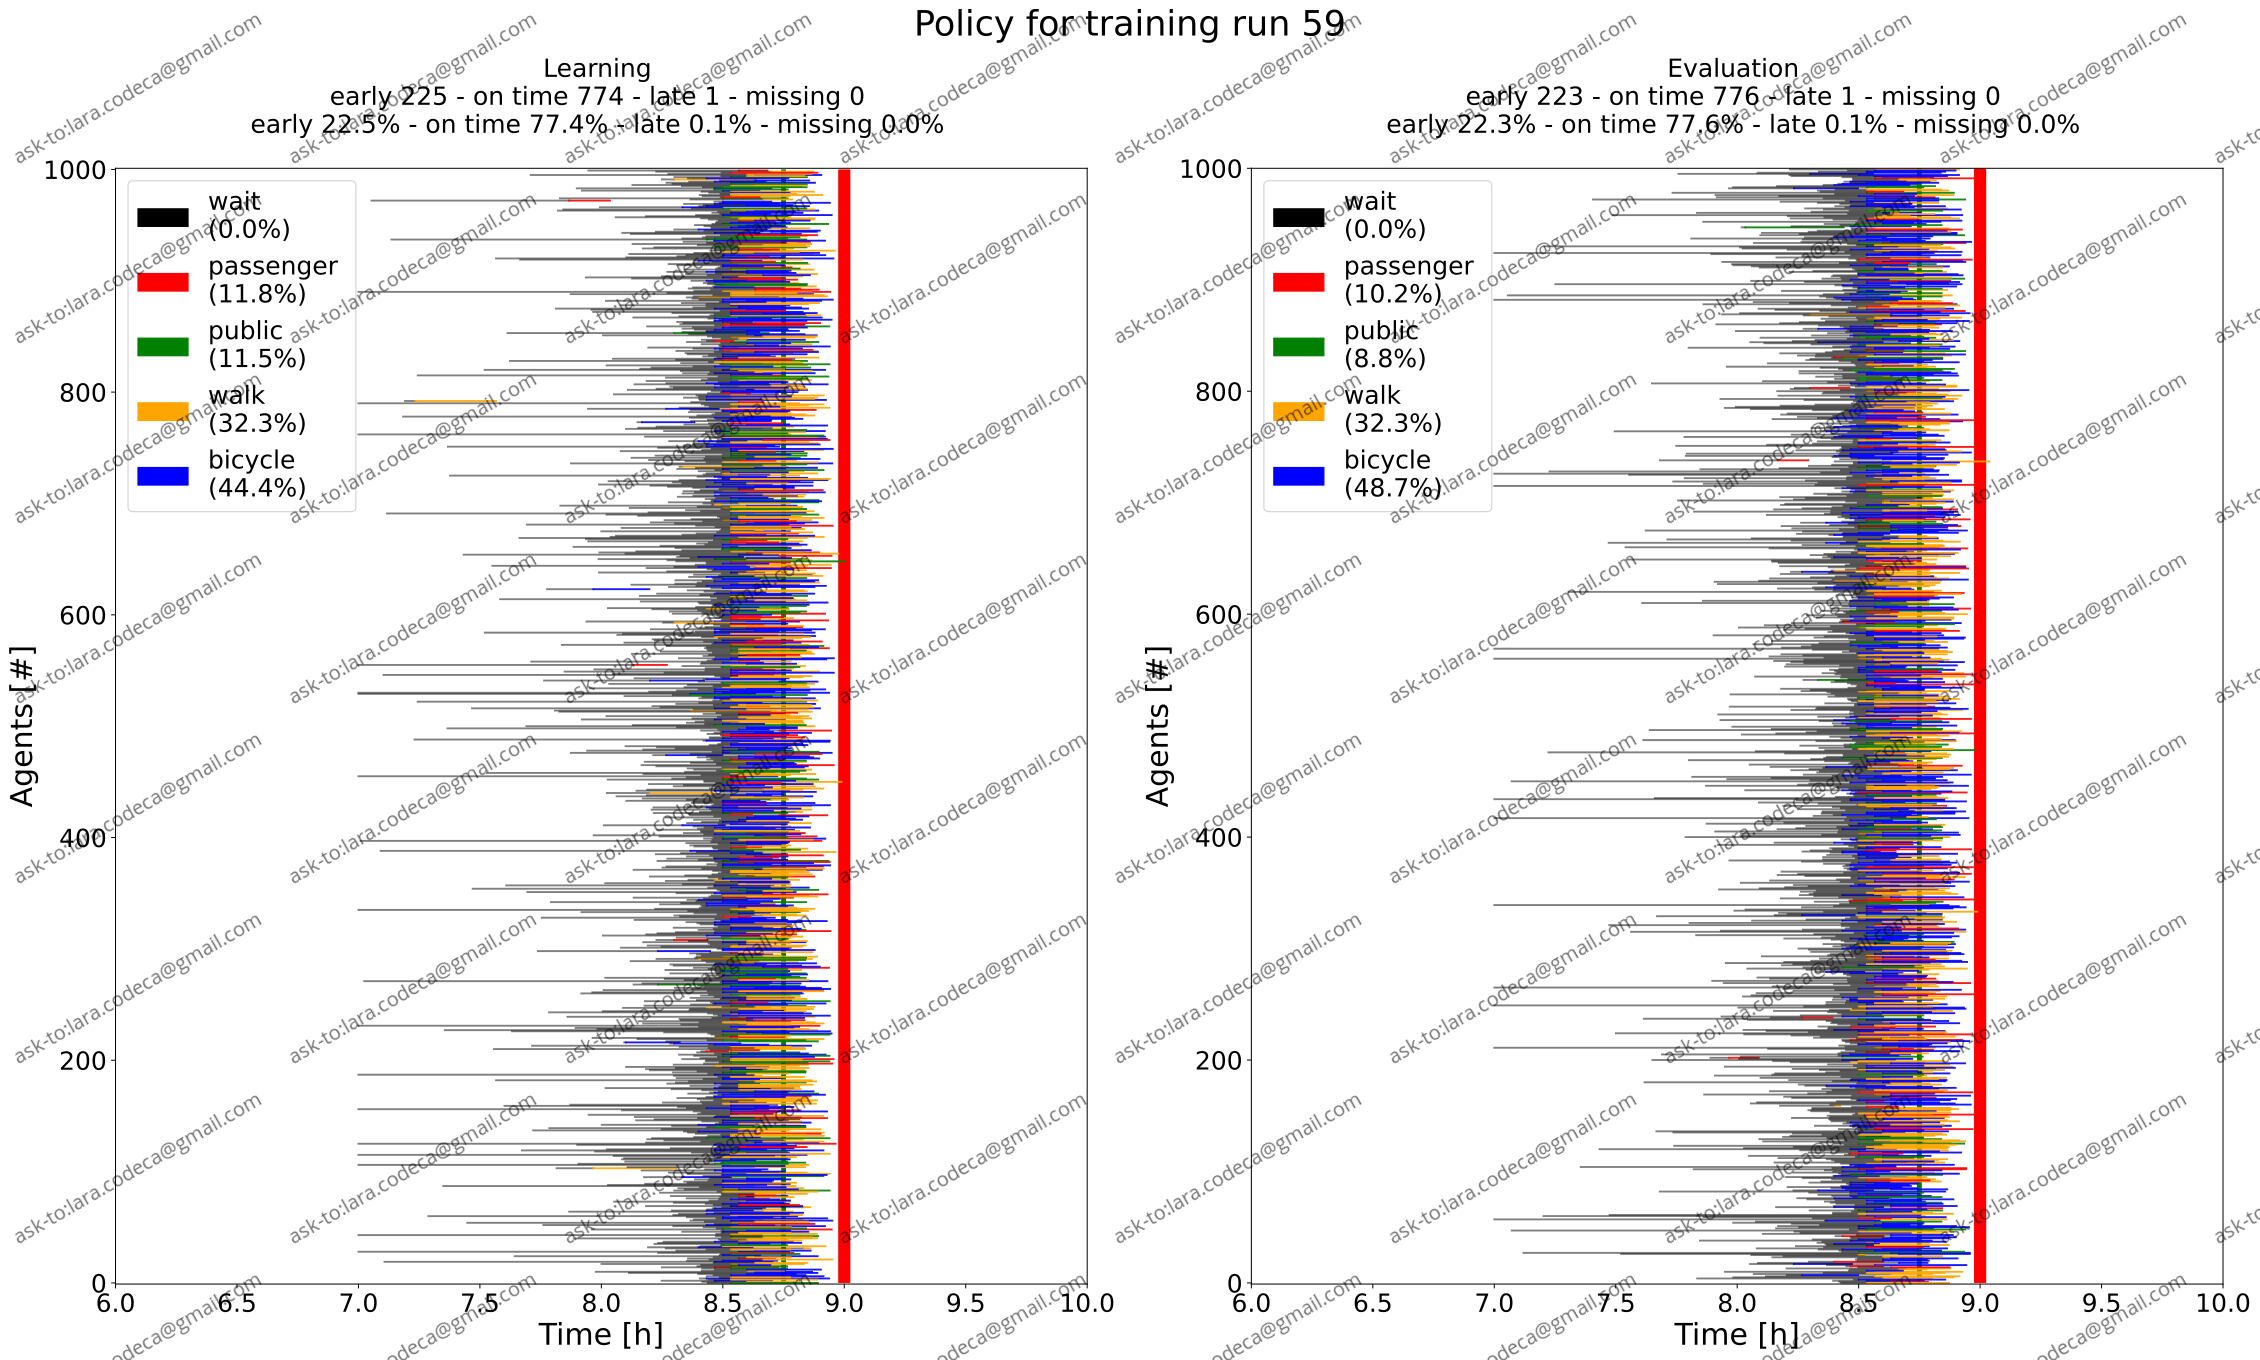 Policy for training run 59
Learning
early 225 - on time 774 - late 1 - missing 0
early 22.5% - on time 77.4% - late 0.1% - missing 0.0%
1000
800
600
400
200
0
Agents [#]
wait
(0.0%)
passenger
(11.8%)
public
(11.5%)
walk
(32.3%)
bicycle
(44.4%)
6.0 6.5 7.0 7.5 8.0 8.5 9.0 9.5 10.0
Time [h]
Evaluation
early 223 - on time 776 - late 1 - missing 0
early 22.3% - on time 77.6% - late 0.1% - missing 0.0%
1000
800
600
400
200
0
Agents [#]
wait
(0.0%)
passenger
(10.2%)
public
(8.8%)
walk
(32.3%)
bicycle
(48.7%)
6.0 6.5 7.0 7.5 8.0 8.5 9.0 9.5 10.0
Time [h]
ask-to:lara.codeca@gmail.com